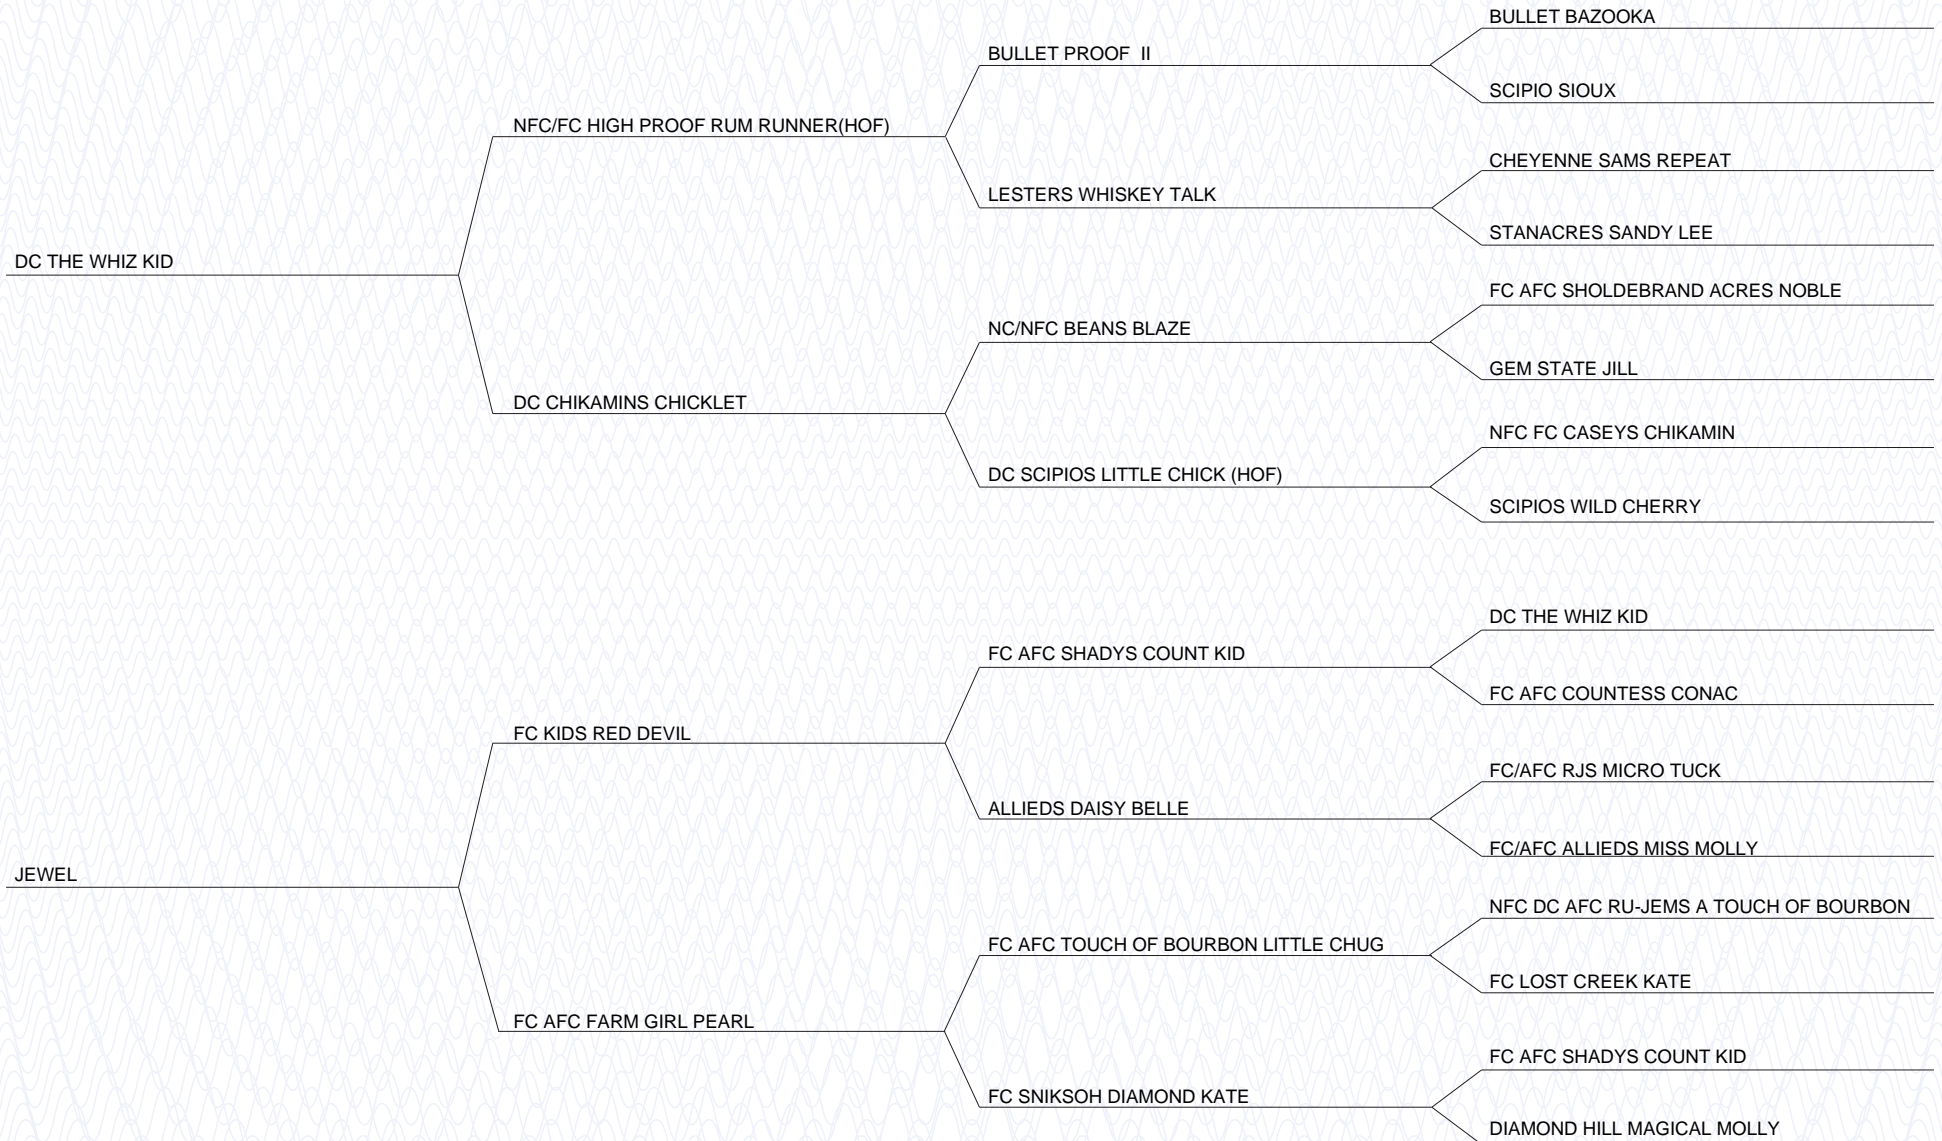 BULLET BAZOOKA
BULLET PROOF  II
SCIPIO SIOUX
NFC/FC HIGH PROOF RUM RUNNER(HOF)
CHEYENNE SAMS REPEAT
LESTERS WHISKEY TALK
STANACRES SANDY LEE
DC THE WHIZ KID
FC AFC SHOLDEBRAND ACRES NOBLE
NC/NFC BEANS BLAZE
GEM STATE JILL
DC CHIKAMINS CHICKLET
NFC FC CASEYS CHIKAMIN
DC SCIPIOS LITTLE CHICK (HOF)
SCIPIOS WILD CHERRY
DC THE WHIZ KID
FC AFC SHADYS COUNT KID
FC AFC COUNTESS CONAC
FC KIDS RED DEVIL
FC/AFC RJS MICRO TUCK
ALLIEDS DAISY BELLE
FC/AFC ALLIEDS MISS MOLLY
JEWEL
NFC DC AFC RU-JEMS A TOUCH OF BOURBON
FC AFC TOUCH OF BOURBON LITTLE CHUG
FC LOST CREEK KATE
FC AFC FARM GIRL PEARL
FC AFC SHADYS COUNT KID
FC SNIKSOH DIAMOND KATE
DIAMOND HILL MAGICAL MOLLY